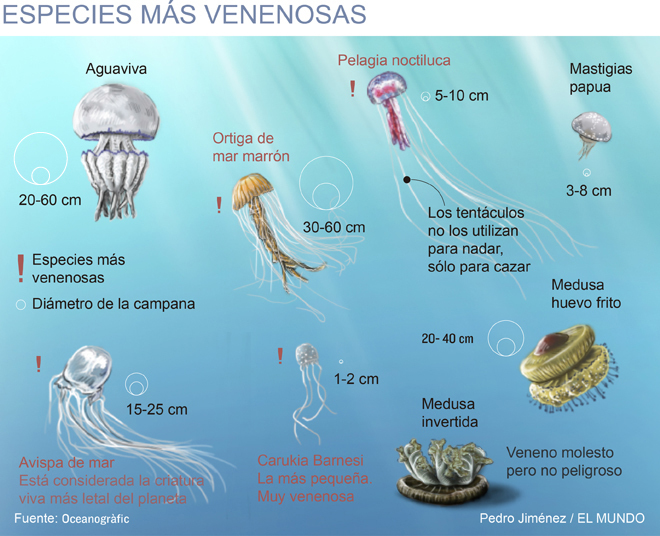 ESPECIES MÁS VENENOSAS
Aguaviva
20-60 cm
Ortiga de
mar marrón
30-60 cm
Pelagia noctiluca
5-10 cm
Los tentáculos
no los utilizan
para nadar,
sólo para cazar
Mastigias
papua
3-8 cm
Especies más
venenosas
Diámetro de la campana
Medusa
huevo frito
20- 40 cm
15-25 cm
Avispa de mar
Está considerada la criatura
viva más letal del planeta
1-2 cm
Carukia Barnesi
La más pequeña.
Muy venenosa
Medusa
invertida
Veneno molesto
pero no peligroso
Fuente: Oceanogràfic
Pedro Jiménez / EL MUNDO